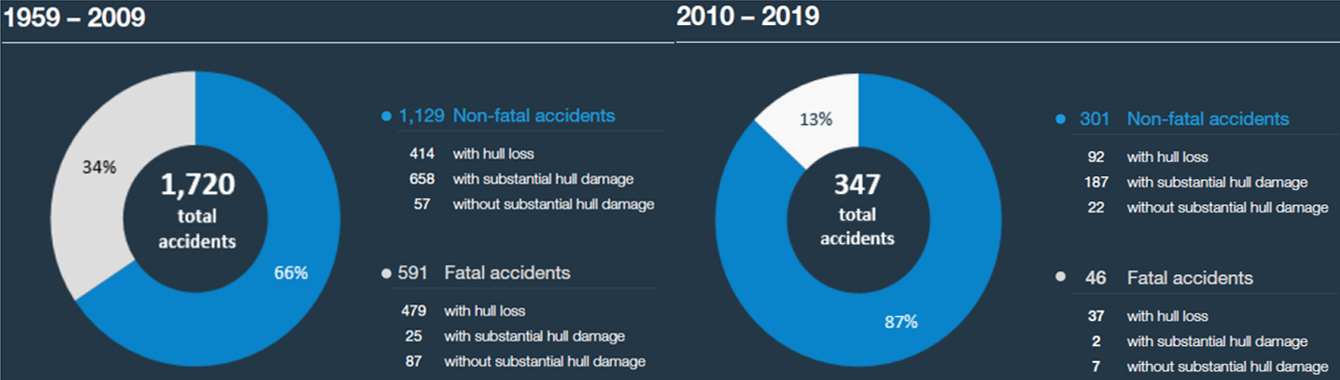 1959 – 2009
34%
66%
1,720
total
accidents
1,129 Non-fatal accidents
414 with hull loss
658 with substantial hull damage
57 without substantial hull damage
591 Fatal accidents
479 with hull loss
25 with substantial hull damage
87 without substantial hull damage
2010 – 2019
13%
87%
347
total
accidents
301 Non-fatal accidents
92 with hull loss
187 with substantial hull damage
22 without substantial hull damage
46 Fatal accidents
37 with hull loss
2 with substantial hull damage
7 without substantial hull damage